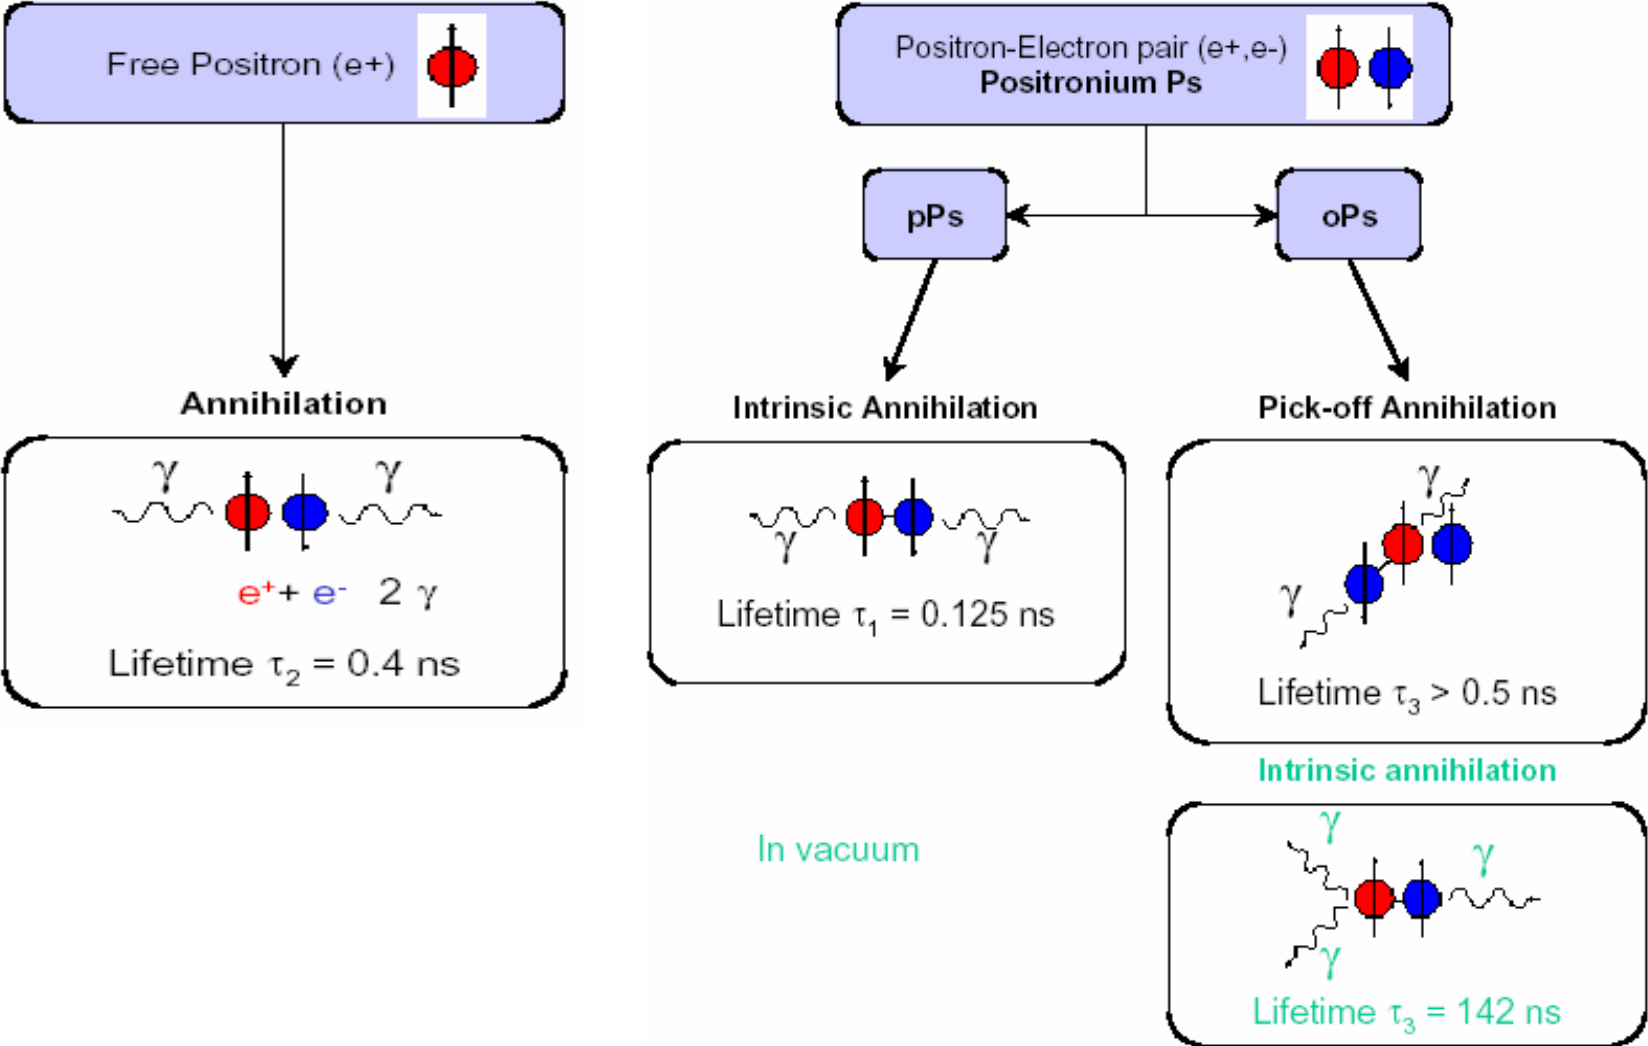 Free Positron (e+)
Annihilation
γ γ
e⁺+ e⁻ 2 γ
Lifetime τ₂ = 0.4 ns
Positron-Electron pair (e+,e-)
Positronium Ps
pPs
oPs
Intrinsic Annihilation
γ γ
Lifetime τ₁ = 0.125 ns
Pick-off Annihilation
γ
γ
Lifetime τ₃ > 0.5 ns
Intrinsic annihilation
In vacuum
γ
γ
γ
Lifetime τ₃ = 142 ns